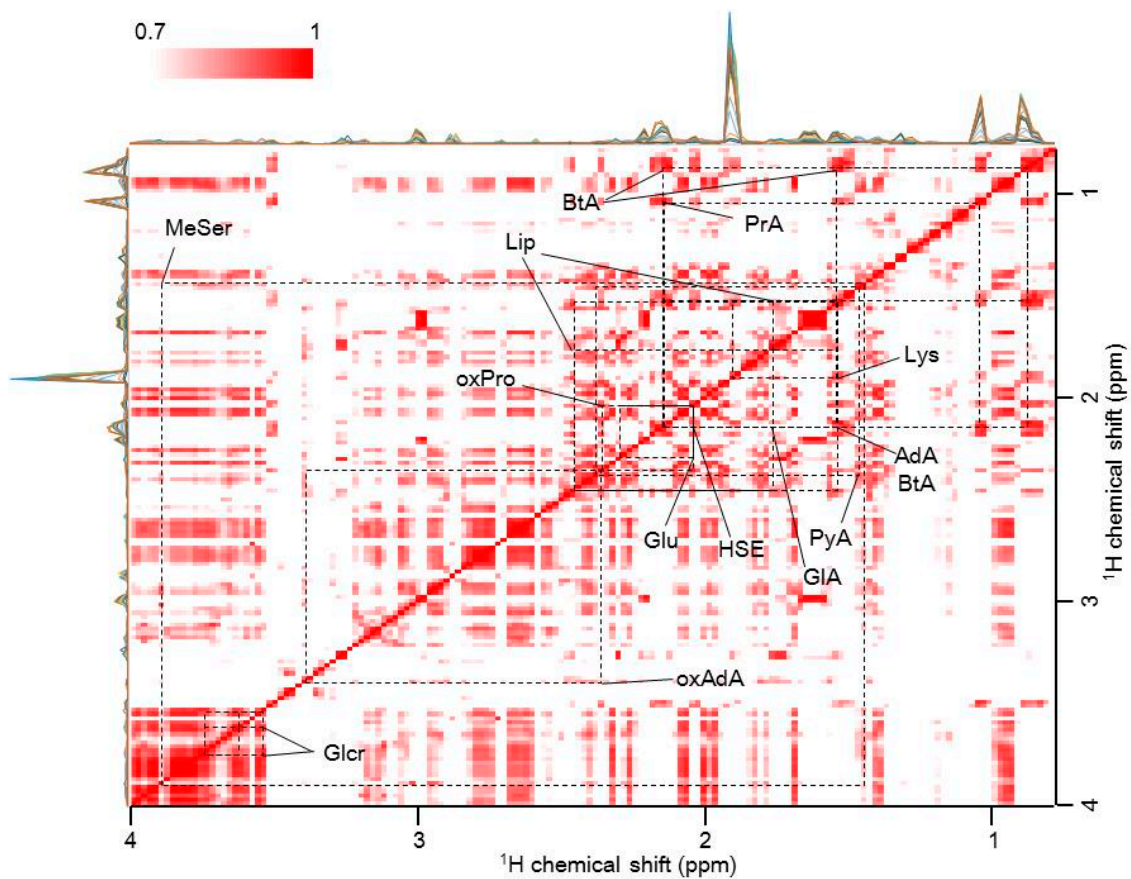 0.7 1
BtA
PrA
MeSer
Lip
Lys
oxPro
AdA
BtA
Glu
HSE
PyA
GlA
oxAdA
Glcr
1
2
3
4
¹H chemical shift (ppm)
4 3 2 1
¹H chemical shift (ppm)